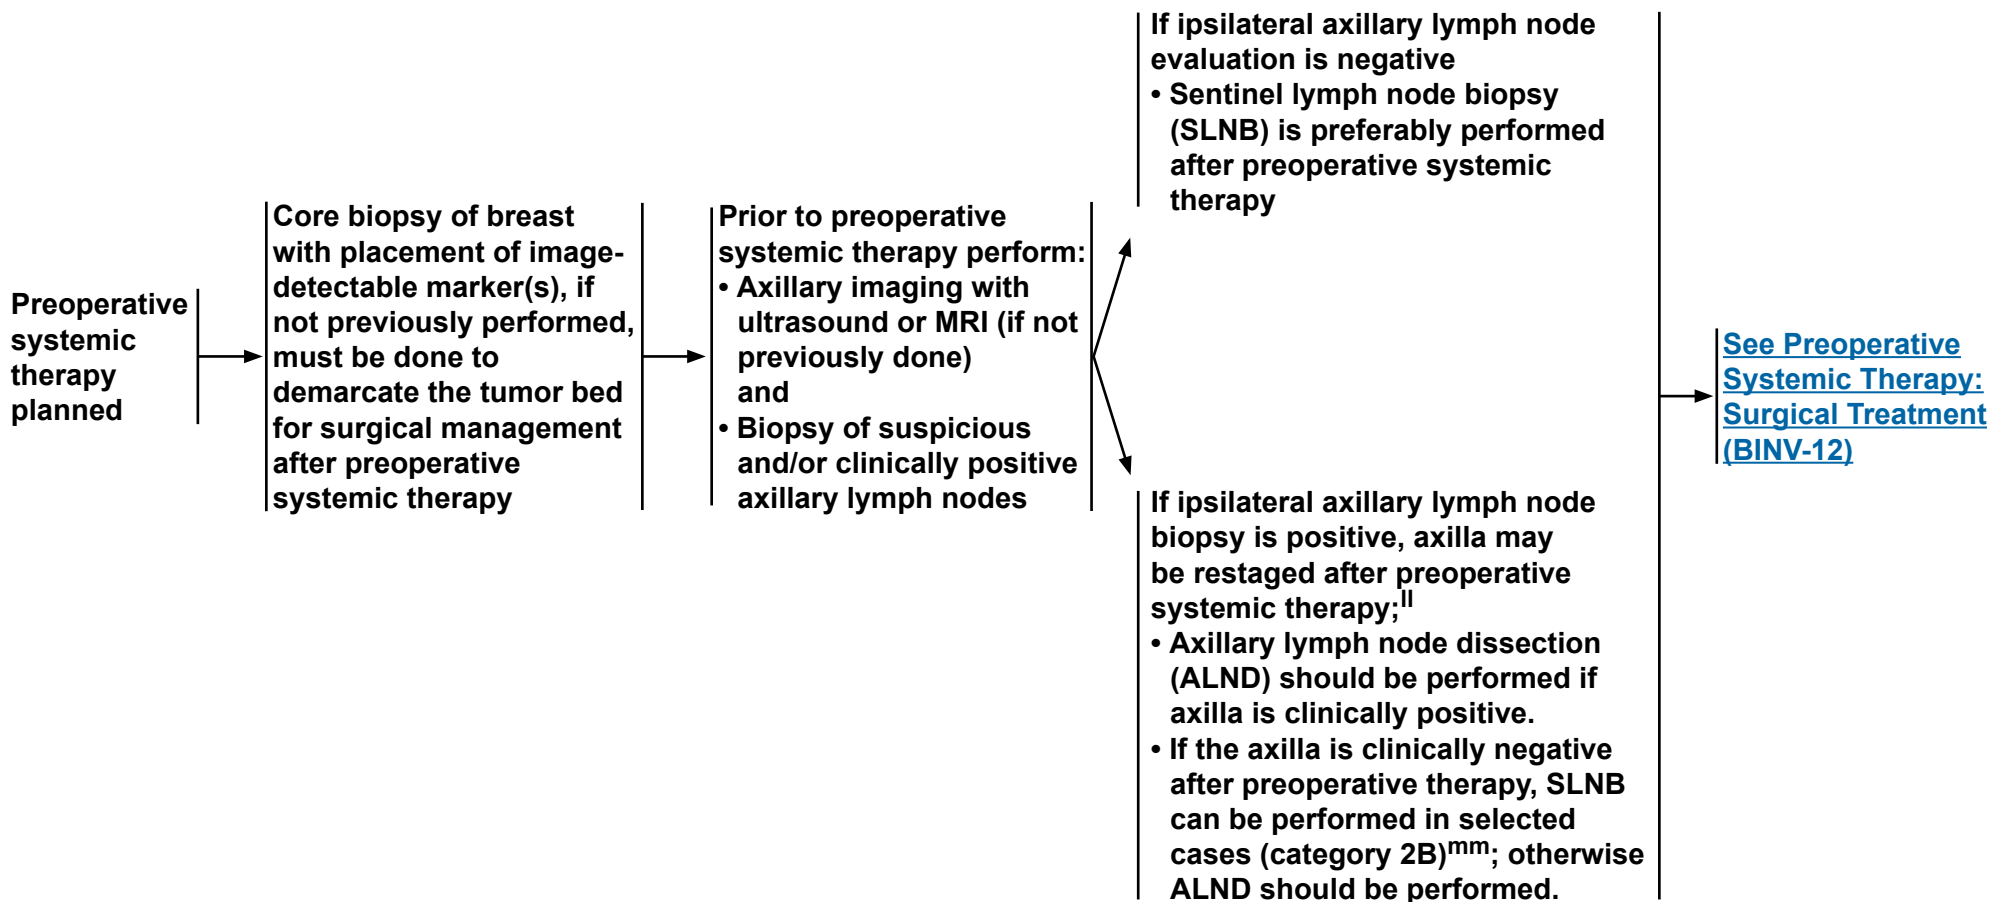 Preoperative
systemic
therapy
planned
Core biopsy of breast
with placement of image-
detectable marker(s), if
not previously performed,
must be done to
demarcate the tumor bed
for surgical management
after preoperative
systemic therapy
Prior to preoperative
systemic therapy perform:
• Axillary imaging with
ultrasound or MRI (if not
previously done)
and
• Biopsy of suspicious
and/or clinically positive
axillary lymph nodes
If ipsilateral axillary lymph node
evaluation is negative
• Sentinel lymph node biopsy
(SLNB) is preferably performed
after preoperative systemic
therapy
If ipsilateral axillary lymph node
biopsy is positive, axilla may
be restaged after preoperative
systemic therapy;ll
• Axillary lymph node dissection
(ALND) should be performed if
axilla is clinically positive.
• If the axilla is clinically negative
after preoperative therapy, SLNB
can be performed in selected
cases (category 2B)mm; otherwise
ALND should be performed.
See Preoperative
Systemic Therapy:
Surgical Treatment
(BINV-12)